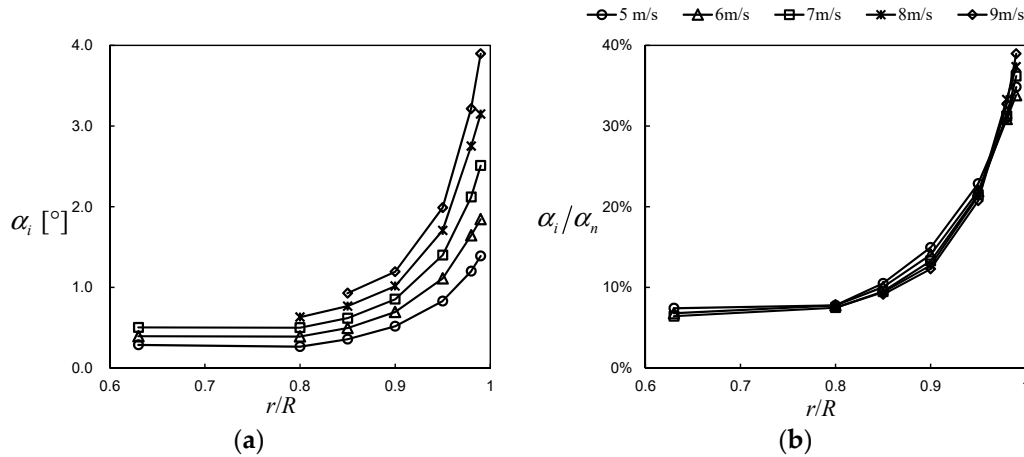 5 m/s 6m/s 7m/s 8m/s 9m/s
4.0
3.0
2.0
1.0
0.0
αᵢ [°]
0.6 0.7 0.8 0.9 1
r/R
(a)
40%
30%
20%
10%
0%
αᵢ/αₙ
0.6 0.7 0.8 0.9 1
r/R
(b)